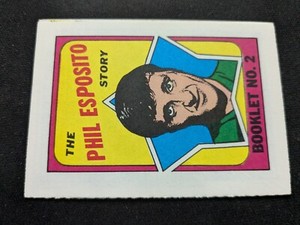 THE
PHIL ESPOSITO
STORY
BOOKLET NO. 2